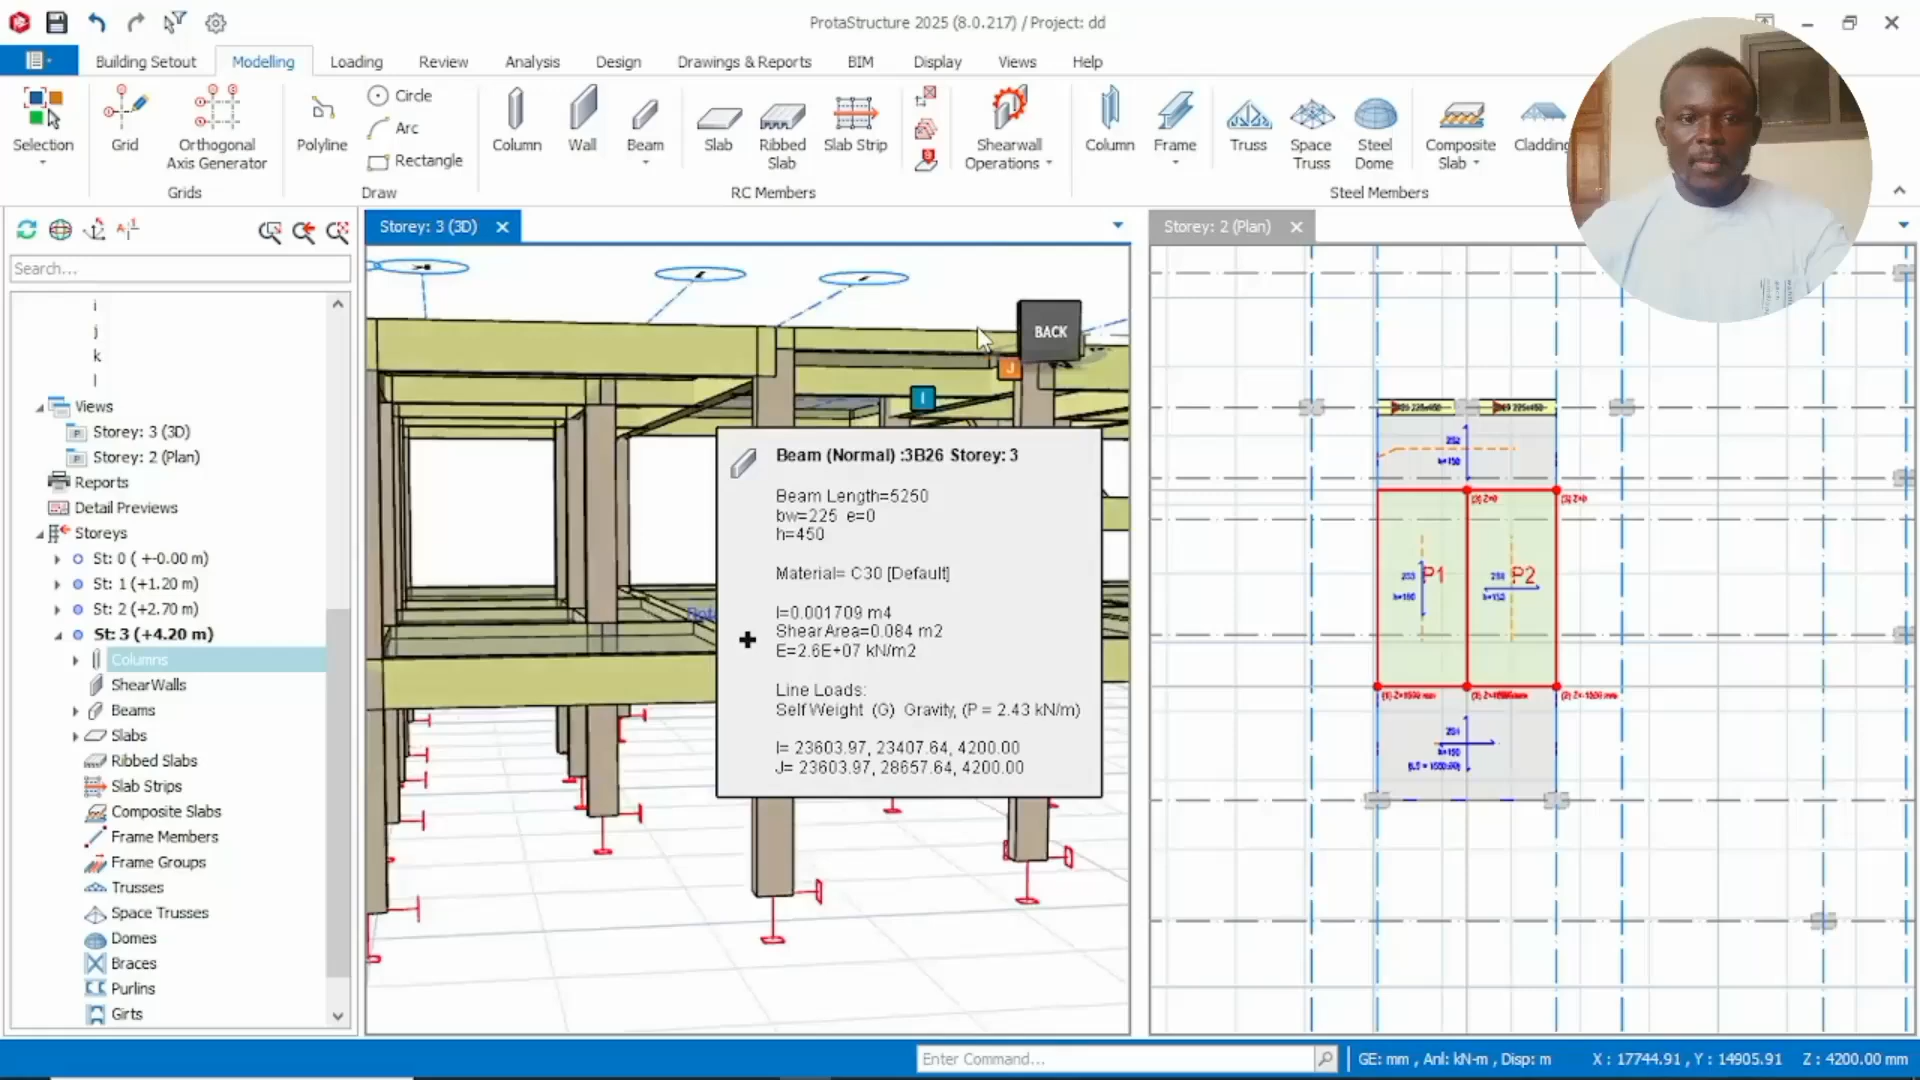 ProtaStructure 2025 (8.0.217) / Project: dd
Building Setout
Modelling
Loading
Review
Analysis
Design
Drawings & Reports
BIM
Display
Views
Help
Selection
Grid
Orthogonal
Axis Generator
Grids
Polyline
Circle
Arc
Rectangle
Draw
Column
Wall
Beam
Slab
Ribbed
Slab
Slab Strip
RC Members
Shearwall
Operations
Column
Frame
Truss
Space
Truss
Steel
Dome
Composite
Slab
Cladding
Steel Members
Search...
i
j
k
l
Views
Storey: 3 (3D)
Storey: 2 (Plan)
Reports
Detail Previews
Storeys
St: 0 ( +-0.00 m)
St: 1 (+1.20 m)
St: 2 (+2.70 m)
St: 3 (+4.20 m)
Columns
ShearWalls
Beams
Slabs
Ribbed Slabs
Slab Strips
Composite Slabs
Frame Members
Frame Groups
Trusses
Space Trusses
Domes
Braces
Purlins
Girts
Storey: 3 (3D)
BACK
J
I
Beam (Normal) :3B26 Storey: 3
Beam Length=5250
bw=225 e=0
h=450
Material= C30 [Default]
I=0.001709 m4
ShearArea=0.084 m2
E=2.6E+07 kN/m2
Line Loads:
Self Weight (G) Gravity, (P = 2.43 kN/m)
I= 23603.97, 23407.64, 4200.00
J= 23603.97, 28657.64, 4200.00
Storey: 2 (Plan)
P1
P2
h=150
Enter Command...
GE: mm , Anl: kN-m , Disp: m
X : 17744.91 , Y : 14905.91
Z : 4200.00 mm